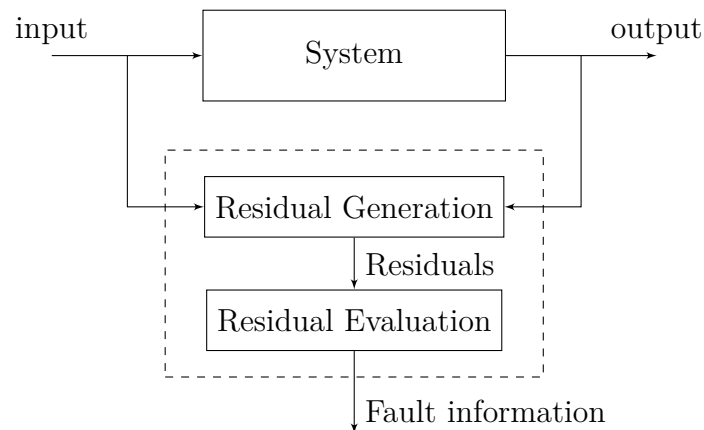 input
output
System
Residual Generation
Residuals
Residual Evaluation
Fault information